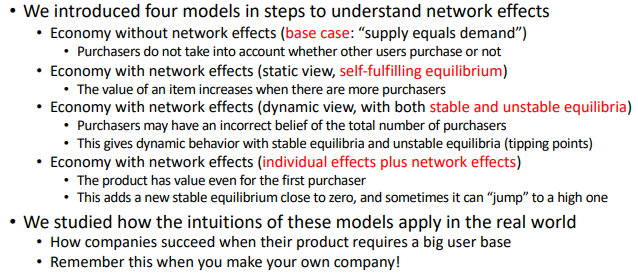 • We introduced four models in steps to understand network effects
• Economy without network effects (base case: “supply equals demand”)
• Purchasers do not take into account whether other users purchase or not
• Economy with network effects (static view, self-fulfilling equilibrium)
• The value of an item increases when there are more purchasers
• Economy with network effects (dynamic view, with both stable and unstable equilibria)
• Purchasers may have an incorrect belief of the total number of purchasers
• This gives dynamic behavior with stable equilibria and unstable equilibria (tipping points)
• Economy with network effects (individual effects plus network effects)
• The product has value even for the first purchaser
• This adds a new stable equilibrium close to zero, and sometimes it can “jump” to a high one
• We studied how the intuitions of these models apply in the real world
• How companies succeed when their product requires a big user base
• Remember this when you make your own company!